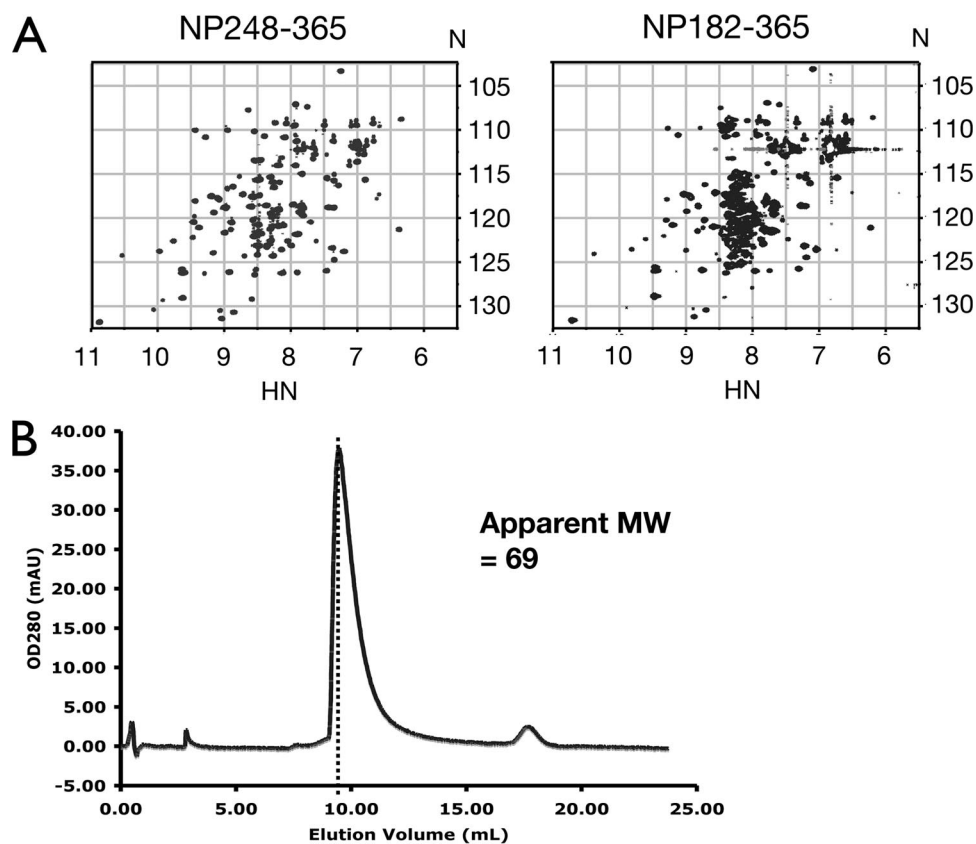 A
NP248-365
N
105
110
115
120
125
130
11 10 9 8 7 6
HN
NP182-365
N
105
110
115
120
125
130
11 10 9 8 7 6
HN
B
40.00
35.00
30.00
25.00
20.00
15.00
10.00
5.00
0.00
-5.00
OD280 (mAU)
Apparent MW
= 69
0.00 5.00 10.00 15.00 20.00 25.00
Elution Volume (mL)